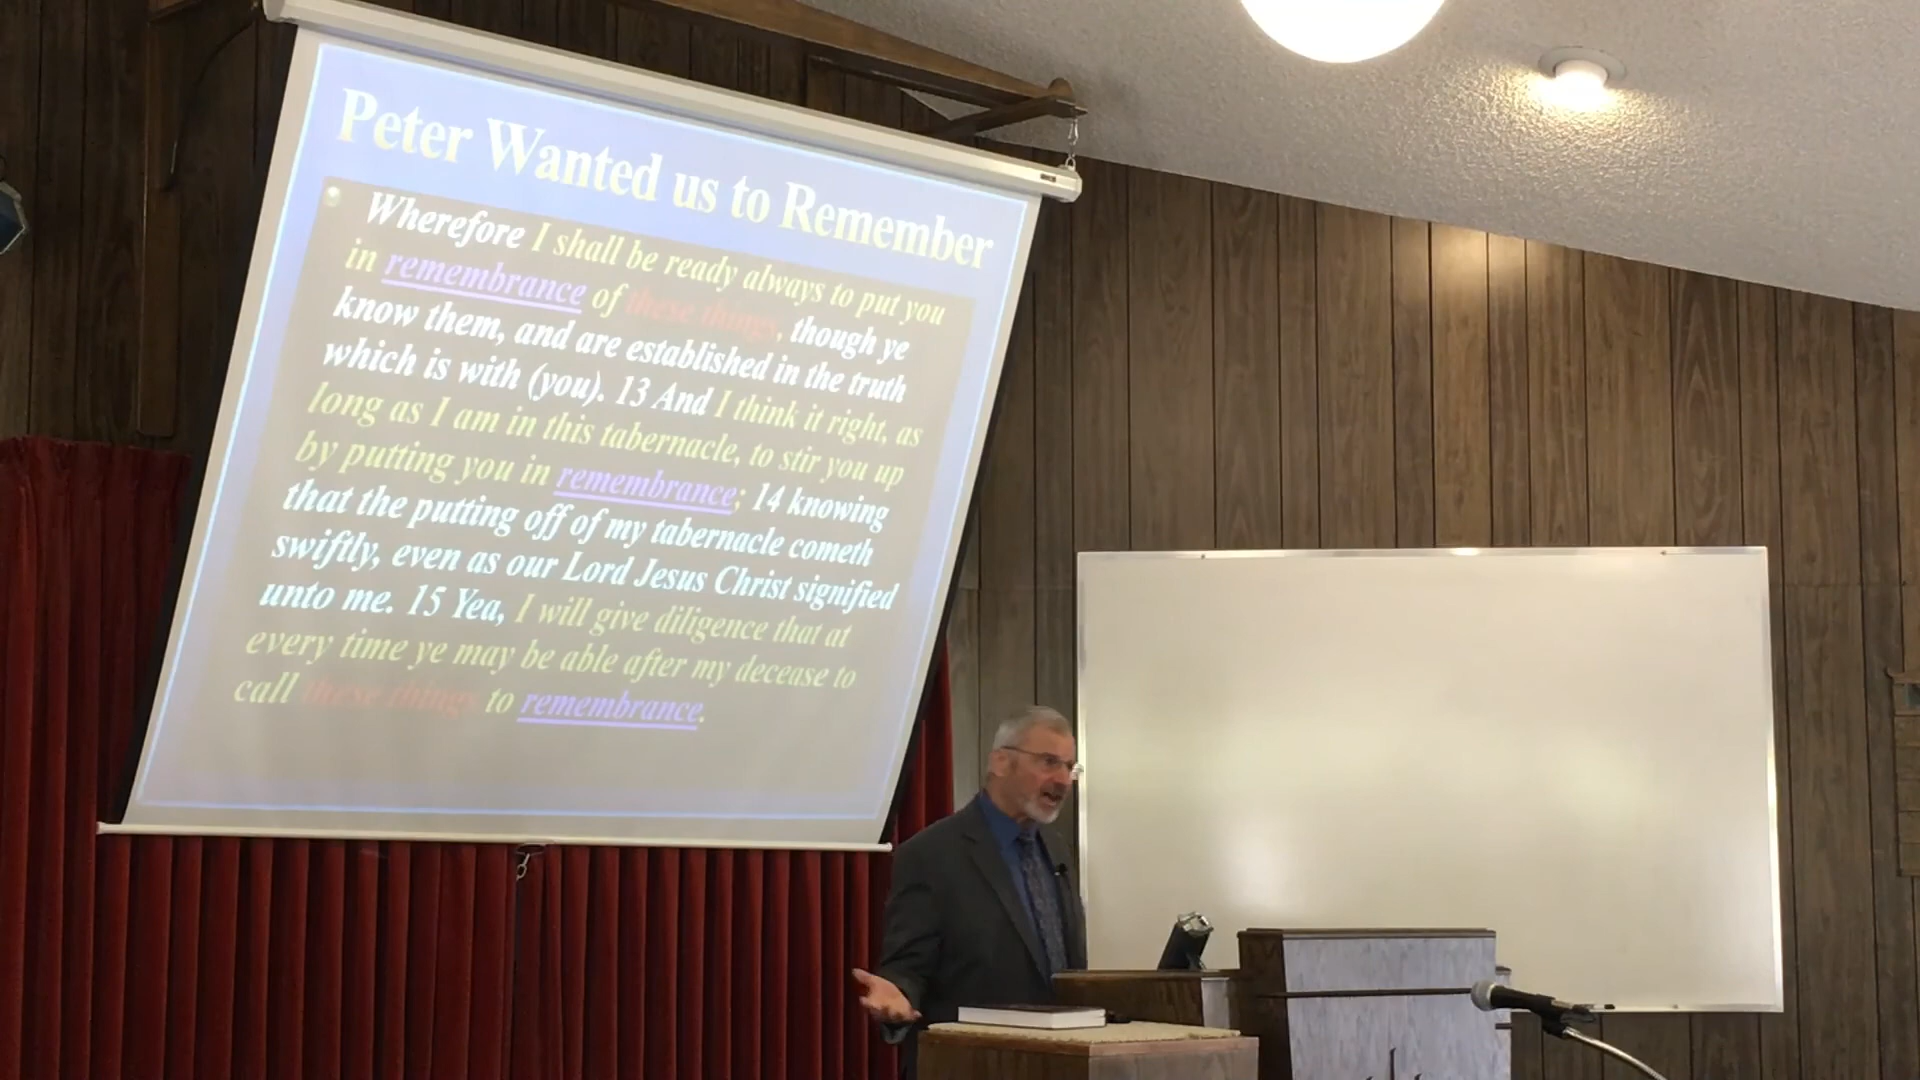 Peter Wanted us to Remember
Wherefore I shall be ready always to put you
in remembrance of these things, though ye
know them, and are established in the truth
which is with (you). 13 And I think it right, as
long as I am in this tabernacle, to stir you up
by putting you in remembrance; 14 knowing
that the putting off of my tabernacle cometh
swiftly, even as our Lord Jesus Christ signified
unto me. 15 Yea, I will give diligence that at
every time ye may be able after my decease to
call these things to remembrance.